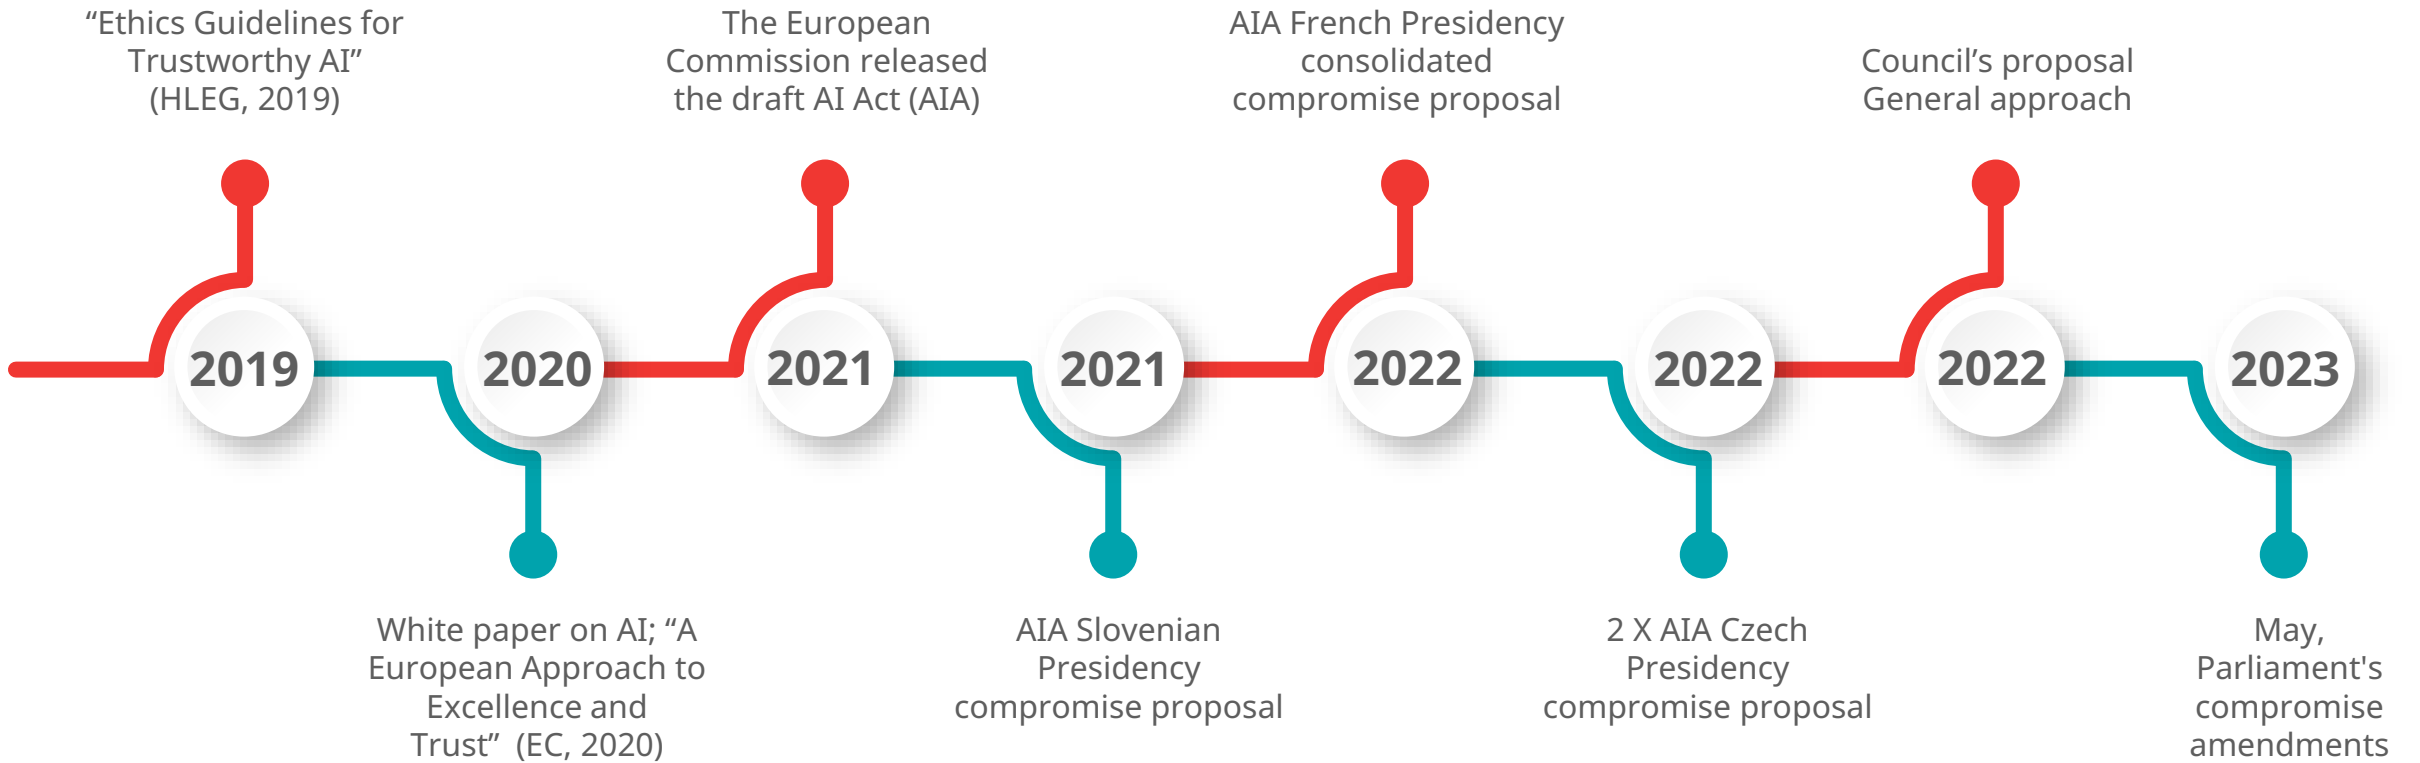 “Ethics Guidelines for
Trustworthy AI”
(HLEG, 2019)
The European
Commission released
the draft AI Act (AIA)
AIA French Presidency
consolidated
compromise proposal
Council’s proposal
General approach
2019
2020
2021
2021
2022
2022
2022
2023
White paper on AI; “A
European Approach to
Excellence and
Trust”  (EC, 2020)
AIA Slovenian
Presidency
compromise proposal
2 X AIA Czech
Presidency
compromise proposal
May,
Parliament's
compromise
amendments